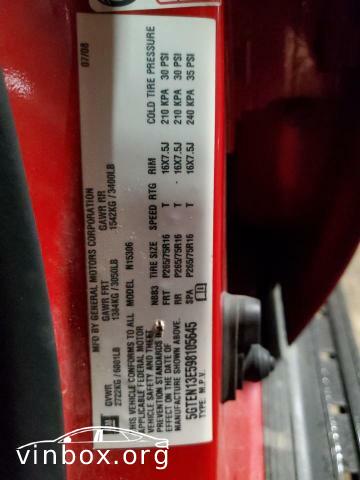 MFD BY GENERAL MOTORS CORPORATION
07/08
GVWR
GAWR FRT
GAWR RR
2722KG / 6001LB
1384KG / 3050LB
1542KG / 3400LB
THIS VEHICLE CONFORMS TO ALL
APPLICABLE FEDERAL MOTOR
VEHICLE SAFETY AND THEFT
PREVENTION STANDARDS IN
EFFECT ON THE DATE OF
MANUFACTURE SHOWN ABOVE.
5GTEN13E598105645
TYPE: M.P.V.
MODEL: N15306
N883 TIRE SIZE SPEED RTG RIM COLD TIRE PRESSURE
FRT P265/75R16 T 16X7.5J 210 KPA 30 PSI
RR P265/75R16 T 16X7.5J 210 KPA 30 PSI
SPA P265/75R16 T 16X7.5J 240 KPA 35 PSI
vinbox.org